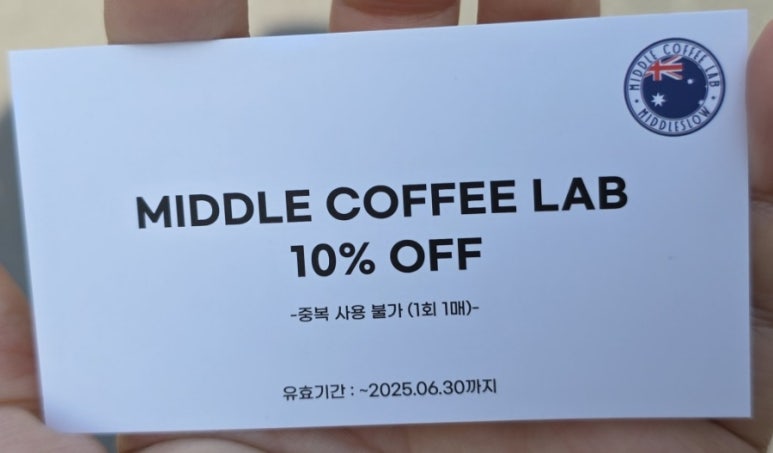 MIDDLE COFFEE LAB
MIDDLESLOW
MIDDLE COFFEE LAB
10% OFF
-중복 사용 불가 (1회 1매)-
유효기간 : ~2025.06.30까지